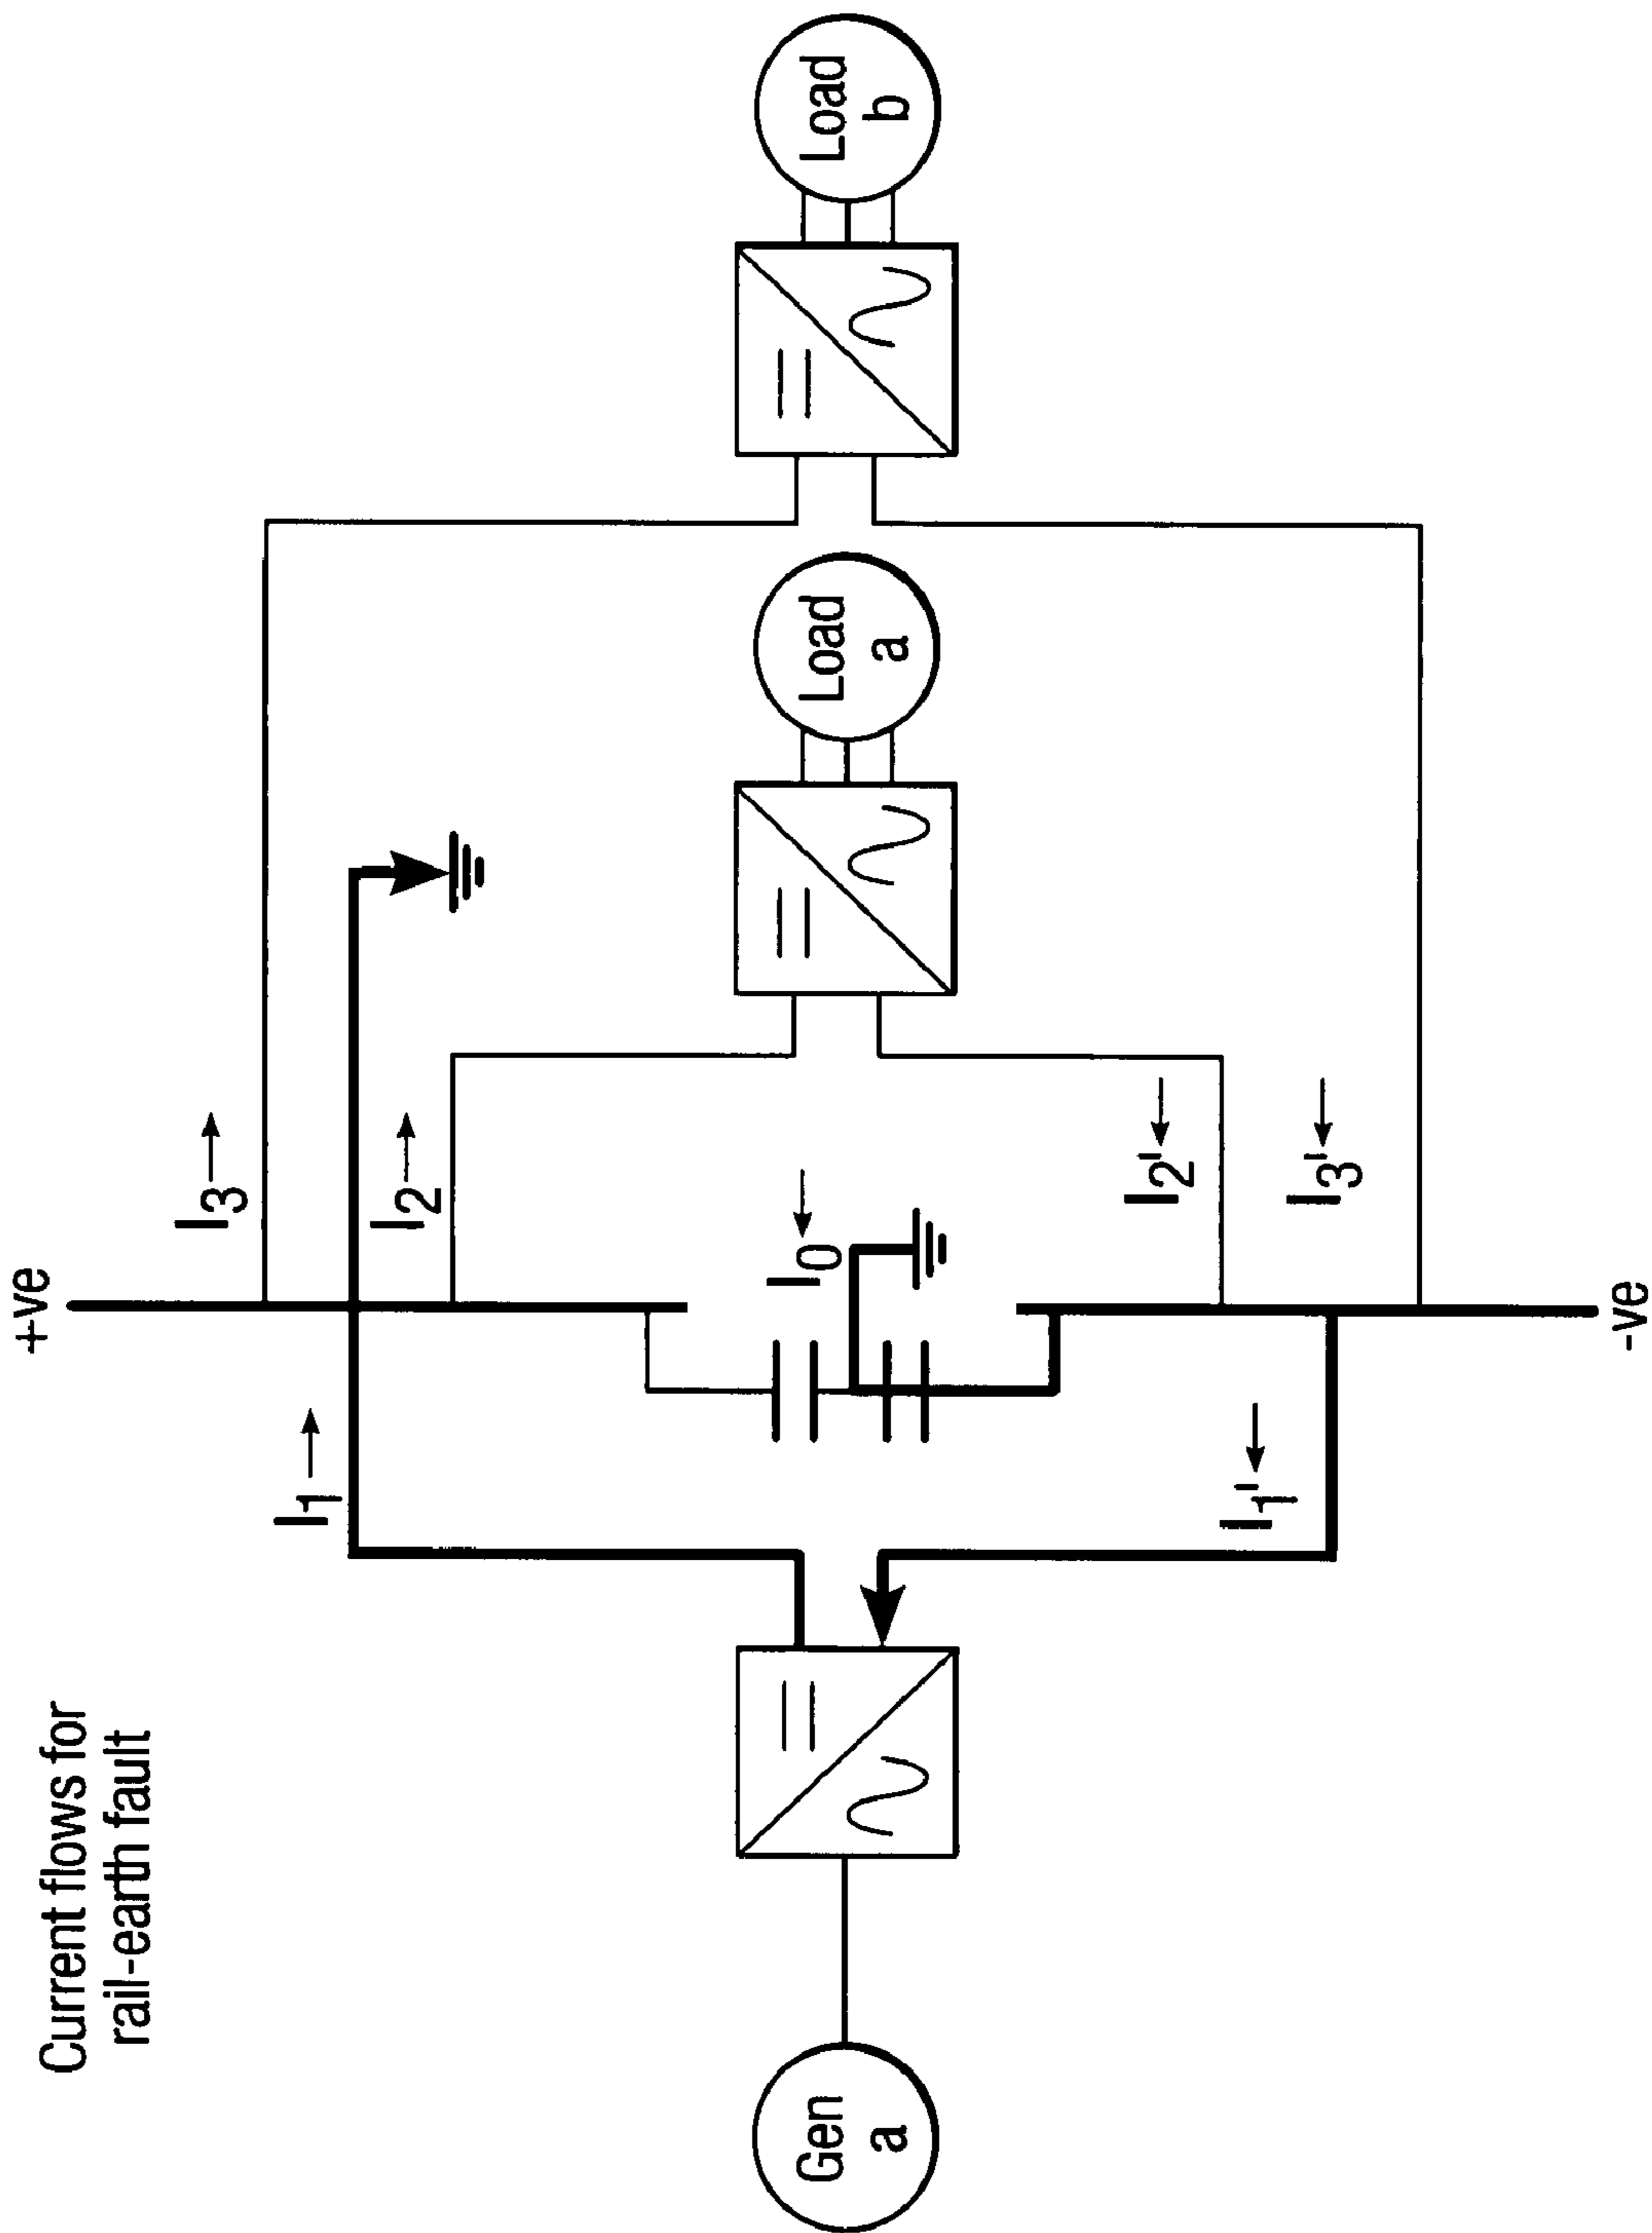 Current flows for
rail-earth fault
+ve
I3
I1
I2
I0
I1'
I2'
I3'
-ve
Gen
a
Load
a
Load
b